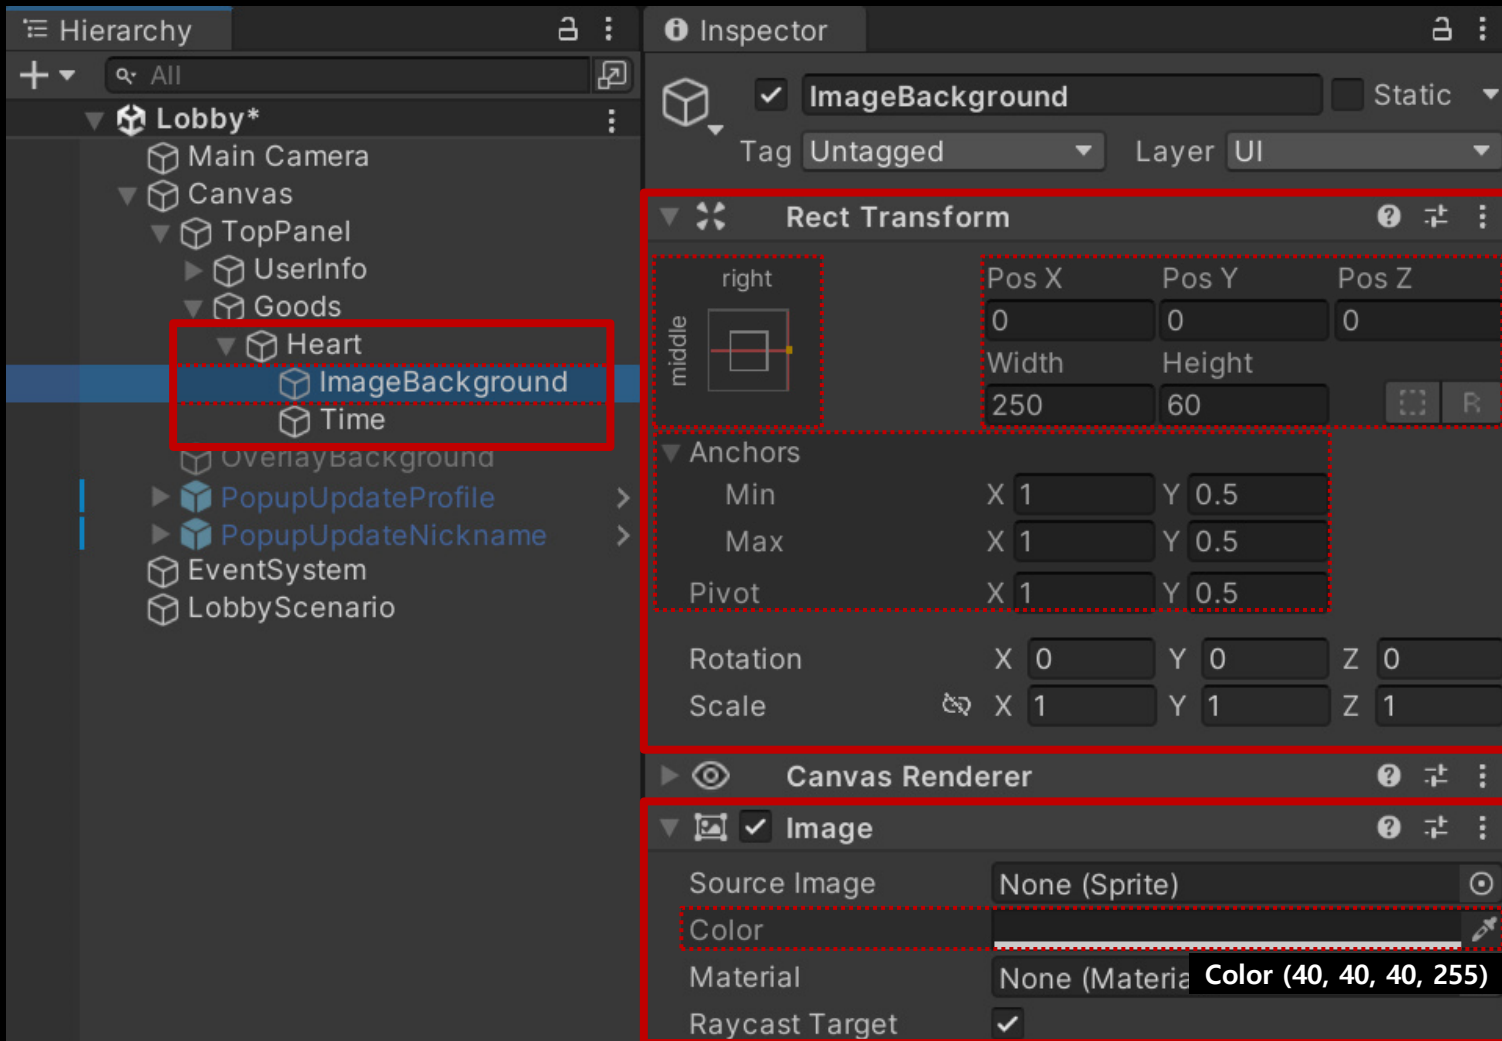 Hierarchy
All
Lobby*
Main Camera
Canvas
TopPanel
UserInfo
Goods
Heart
ImageBackground
Time
OverlayBackground
PopupUpdateProfile
PopupUpdateNickname
EventSystem
LobbyScenario
Inspector
ImageBackground Static
Tag Untagged Layer UI
Rect Transform
right
middle
Pos X Pos Y Pos Z
0 0 0
Width Height
250 60 R
Anchors
Min X 1 Y 0.5
Max X 1 Y 0.5
Pivot X 1 Y 0.5
Rotation X 0 Y 0 Z 0
Scale X 1 Y 1 Z 1
Canvas Renderer
Image
Source Image None (Sprite)
Color
Material None (Materia
Color (40, 40, 40, 255)
Raycast Target